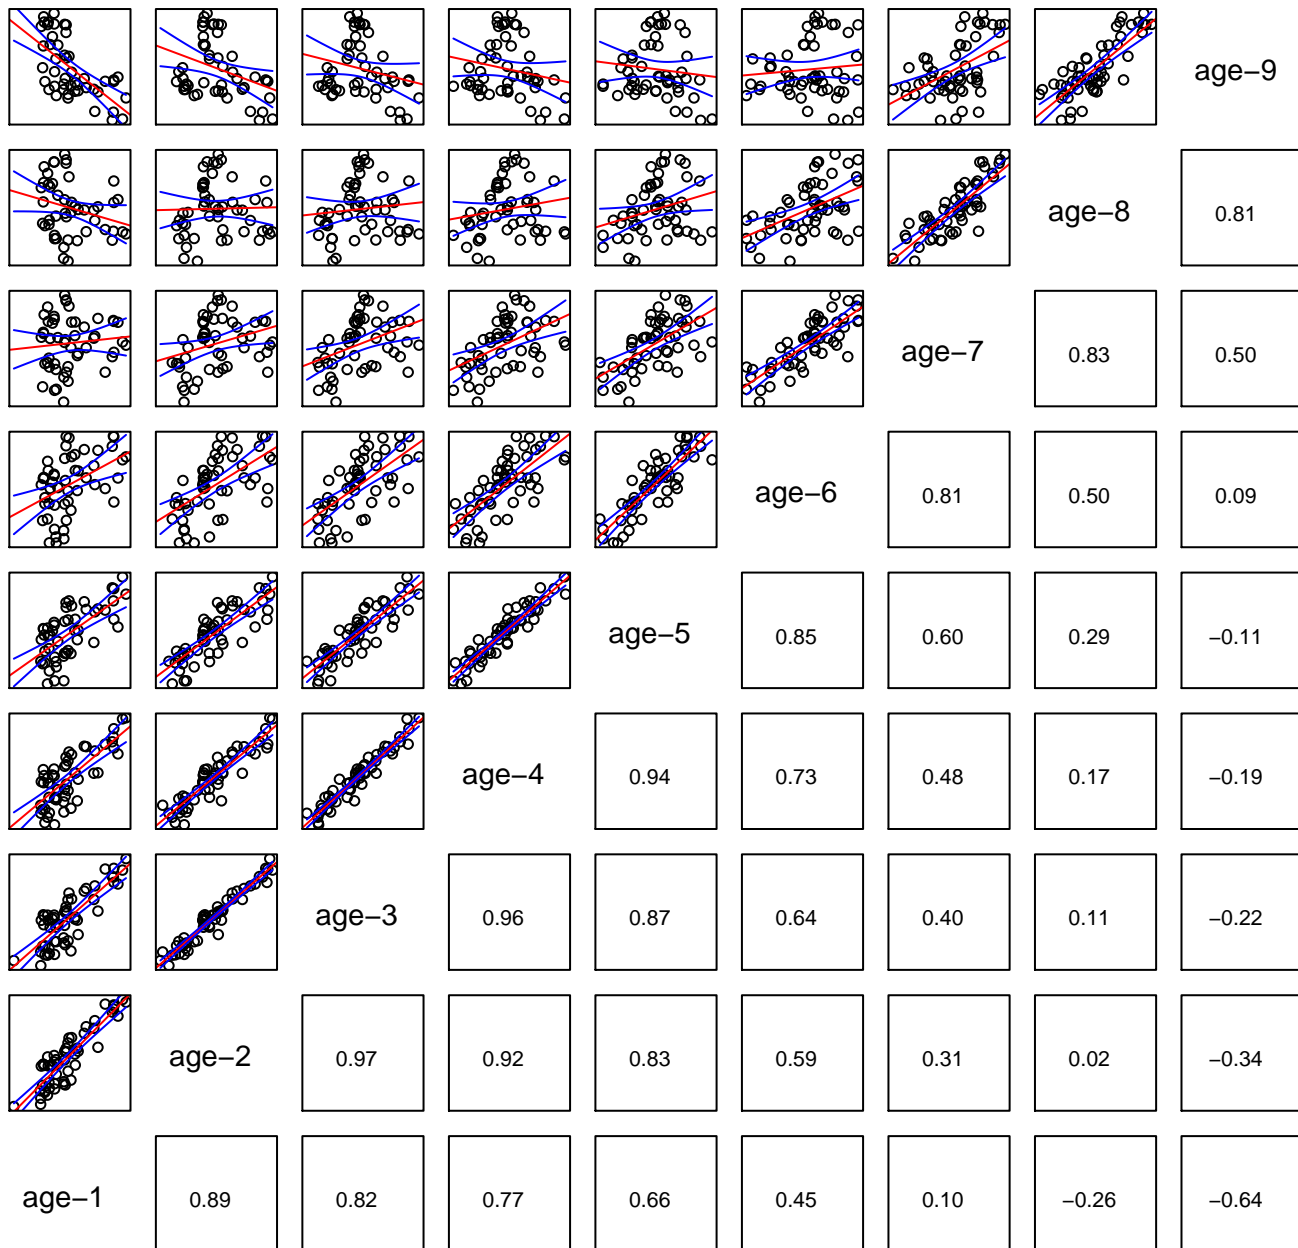 age−9
age−8 0.81
age−7 0.83 0.50
age−6 0.81 0.50 0.09
age−5 0.85 0.60 0.29 −0.11
age−4 0.94 0.73 0.48 0.17 −0.19
age−3 0.96 0.87 0.64 0.40 0.11 −0.22
age−2 0.97 0.92 0.83 0.59 0.31 0.02 −0.34
age−1 0.89 0.82 0.77 0.66 0.45 0.10 −0.26 −0.64